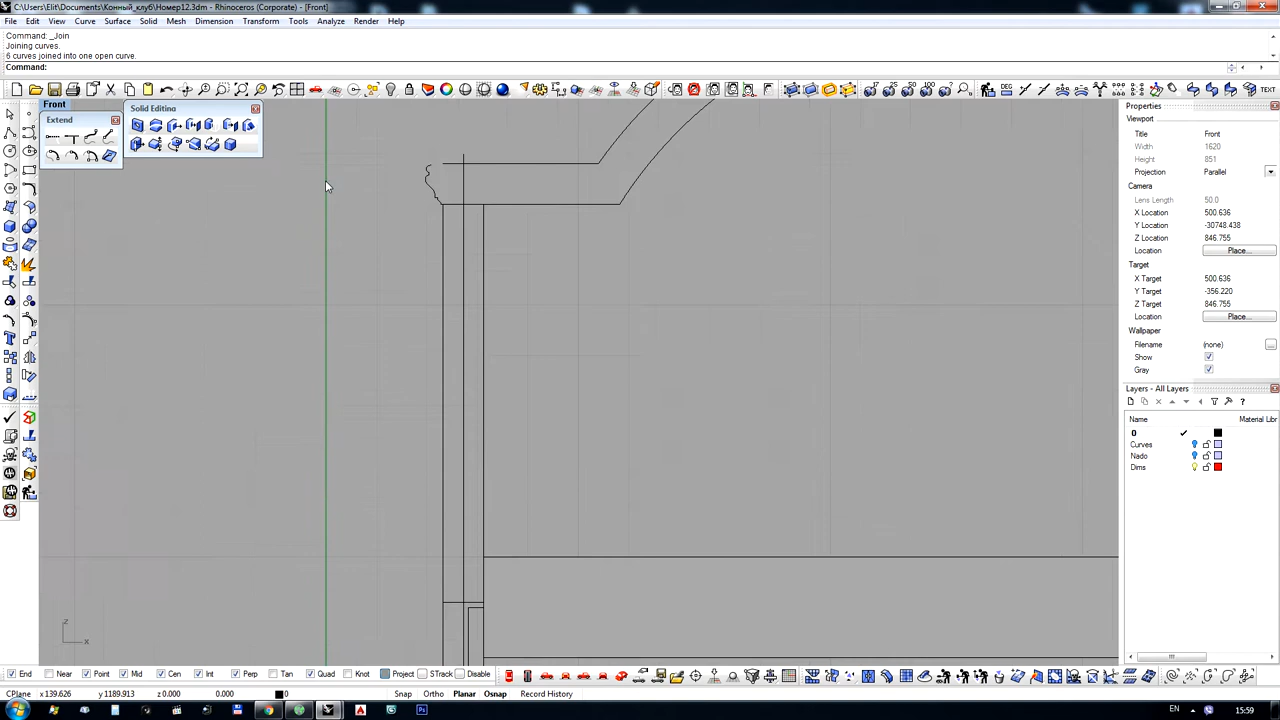 C:\Users\Elit\Documents\Конный_клуб\Номер12.3dm - Rhinoceros (Corporate) - [Front]
File Edit View Curve Surface Solid Mesh Dimension Transform Tools Analyze Render Help
Command: _Join
Joining curves.
6 curves joined into one open curve.
Command:
Front
Extend
Solid Editing
Properties
Viewport
Title Front
Width 1620
Height 851
Projection Parallel
Camera
Lens Length 50.0
X Location 500.636
Y Location -30748.438
Z Location 846.755
Location Place...
Target
X Target 500.636
Y Target -356.220
Z Target 846.755
Location Place...
Wallpaper
Filename (none) ...
Show
Gray
Layers - All Layers
Name Material Libr
0
Curves
Nado
Dims
z
x
End Near Point Mid Cen Int Perp Tan Quad Knot Project STrack Disable
CPlane x 139.626 y 1189.913 z 0.000 0.000 0 Snap Ortho Planar Osnap Record History
EN 15:59